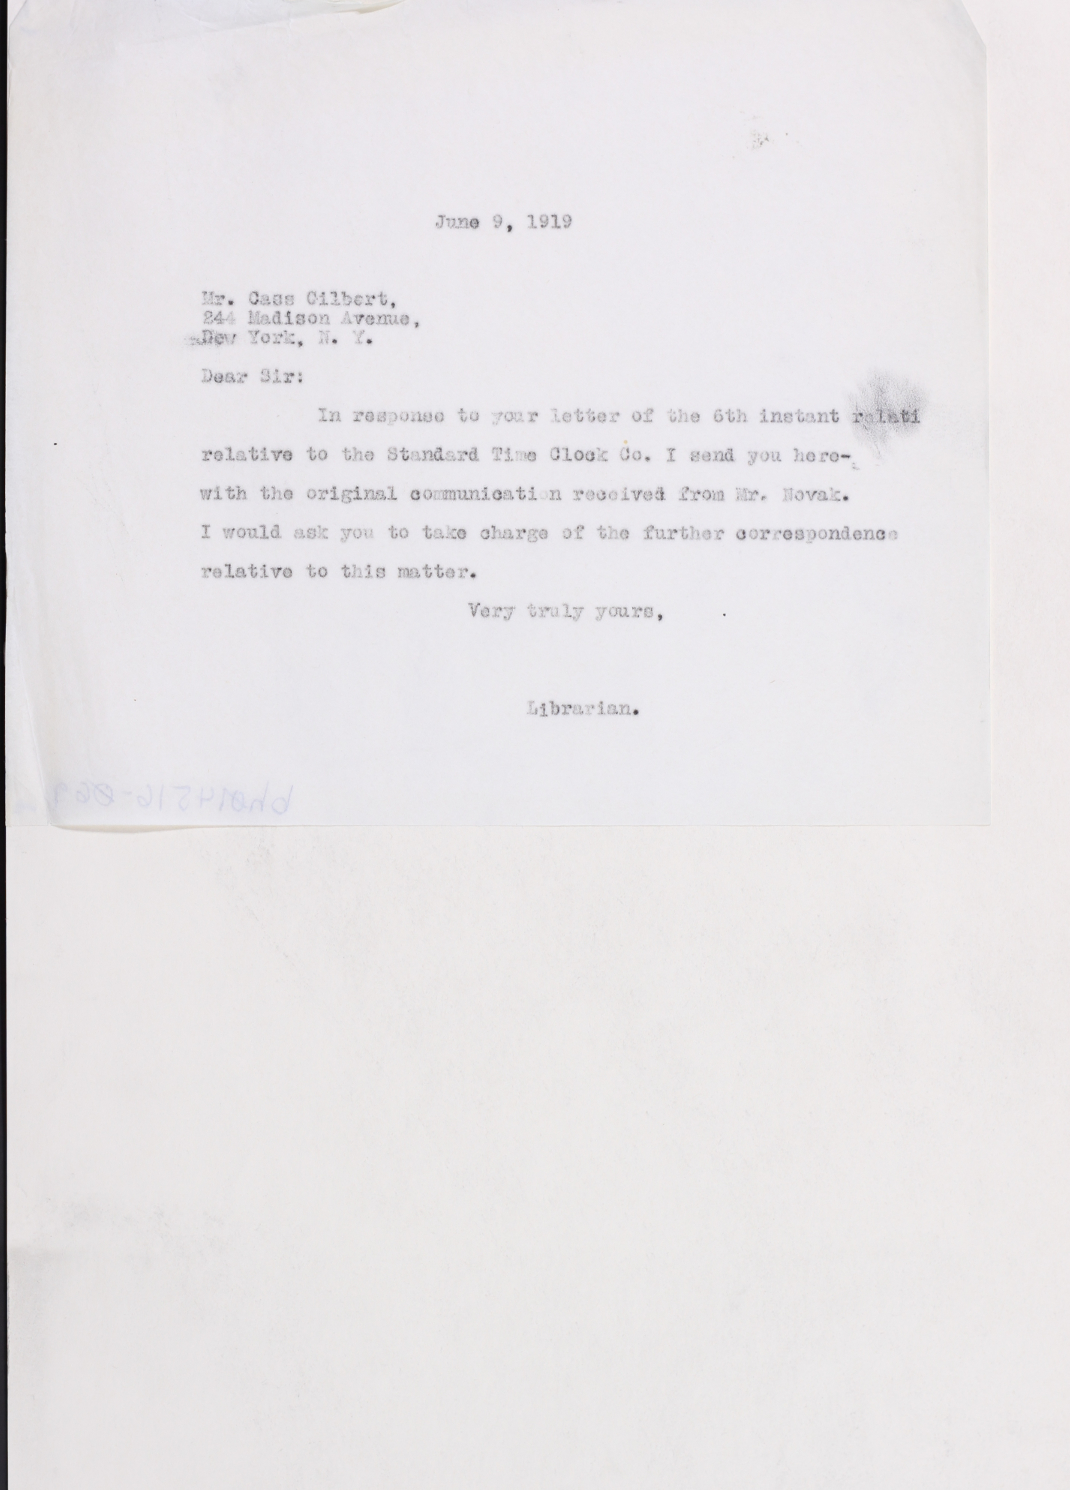 June 9, 1919
Mr. Cass Gilbert,
244 Madison Avenue,
New York, N. Y.
Dear Sir:
In response to your letter of the 6th instant relati
relative to the Standard Time Clock Co. I send you here-
with the original communication received from Mr. Novak.
I would ask you to take charge of the further correspondence
relative to this matter.
Very truly yours,
Librarian.